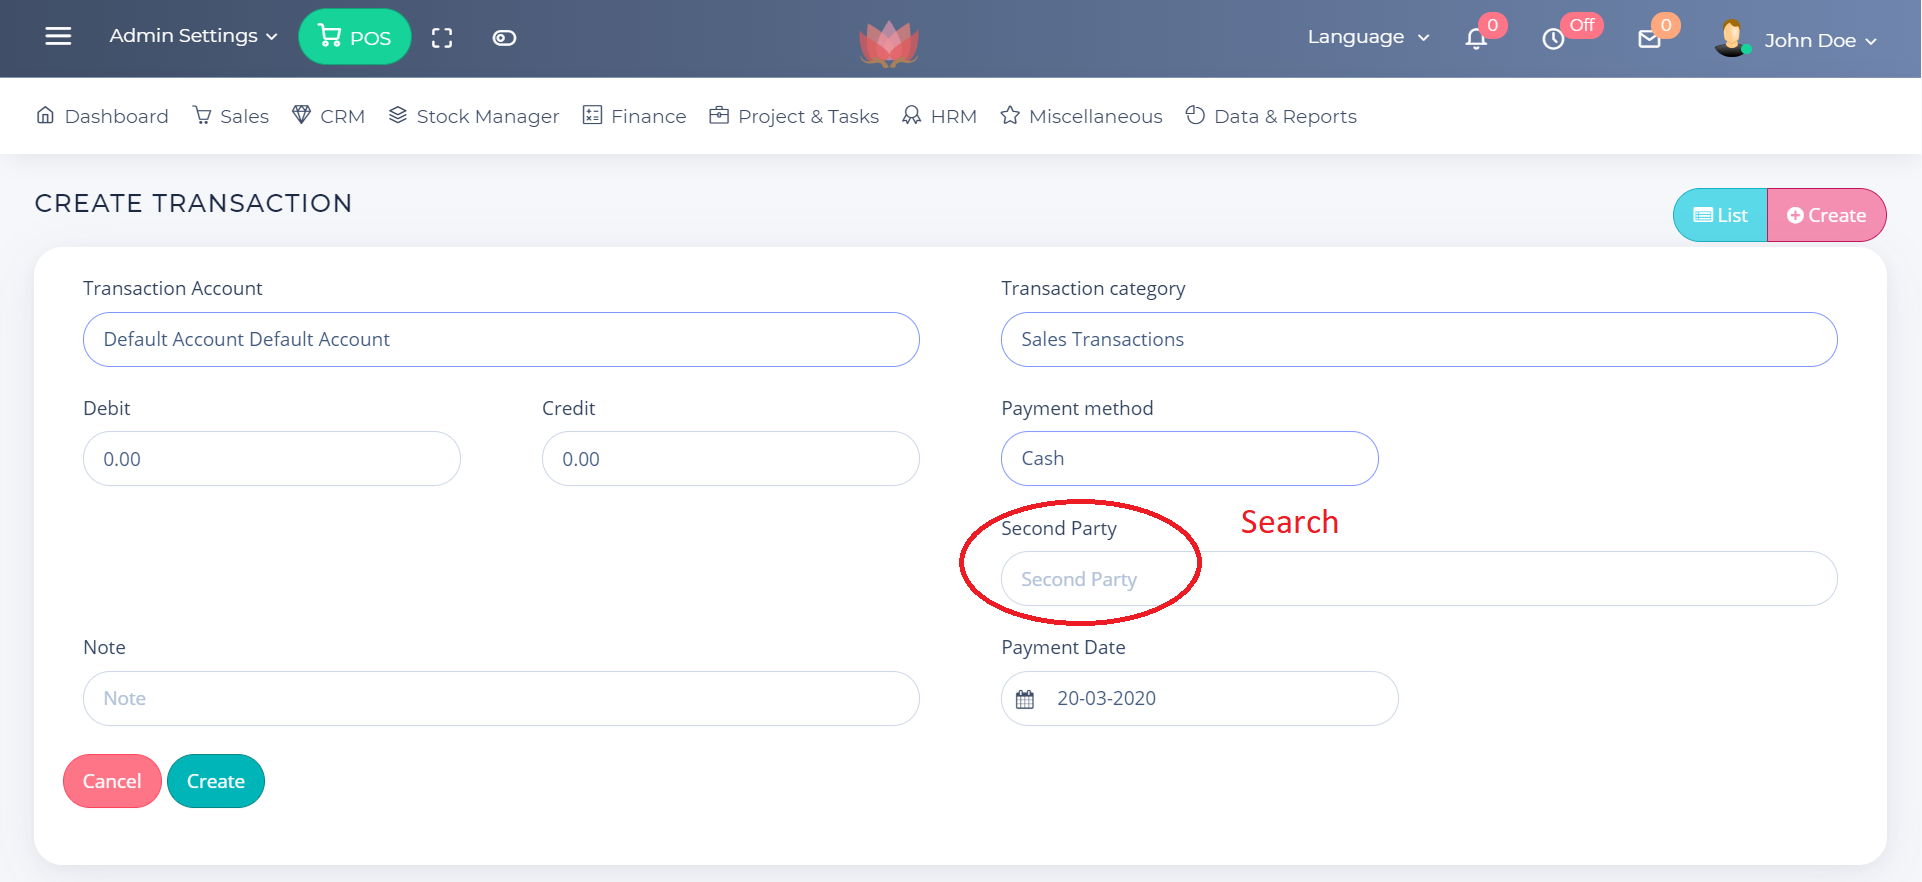 Admin Settings
POS
Language
0
Off
0
John Doe
Dashboard Sales CRM Stock Manager Finance Project & Tasks HRM Miscellaneous Data & Reports
CREATE TRANSACTION
List
Create
Transaction Account
Transaction category
Default Account Default Account
Sales Transactions
Debit
Credit
Payment method
0.00
0.00
Cash
Second Party
Search
Second Party
Note
Payment Date
Note
20-03-2020
Cancel
Create